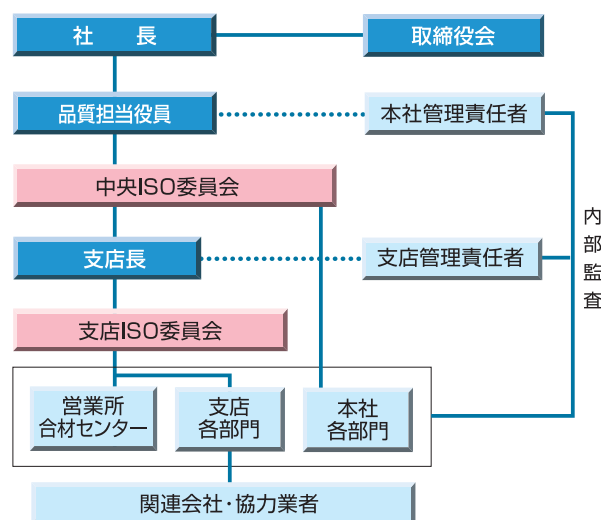 社 長
取締役会
品質担当役員
本社管理責任者
中央ISO委員会
支店長
支店管理責任者
内部監査
支店ISO委員会
営業所
合材センター
支店
各部門
本社
各部門
関連会社・協力業者